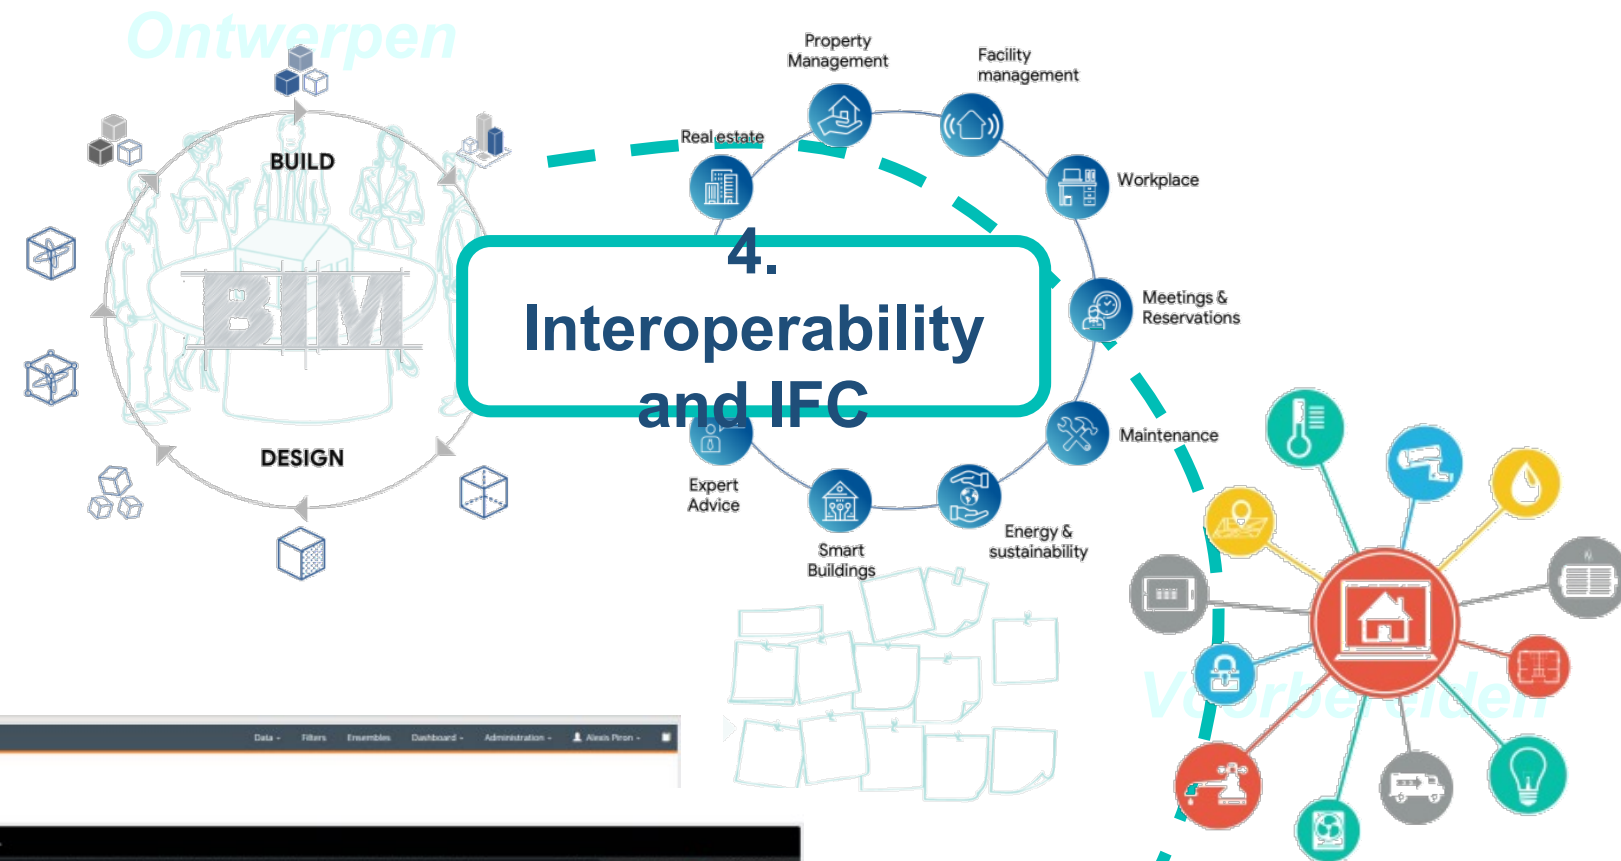 Ontwerpen
BUILD
BIM
DESIGN
Property
Management
Facility
management
Real estate
Workplace
4.
Interoperability
and IFC
Meetings &
Reservations
Maintenance
Expert
Advice
Smart
Buildings
Energy &
sustainability
Voorbereiden
Data
Filters
Ensembles
Dashboard
Administration
Alexis Piron